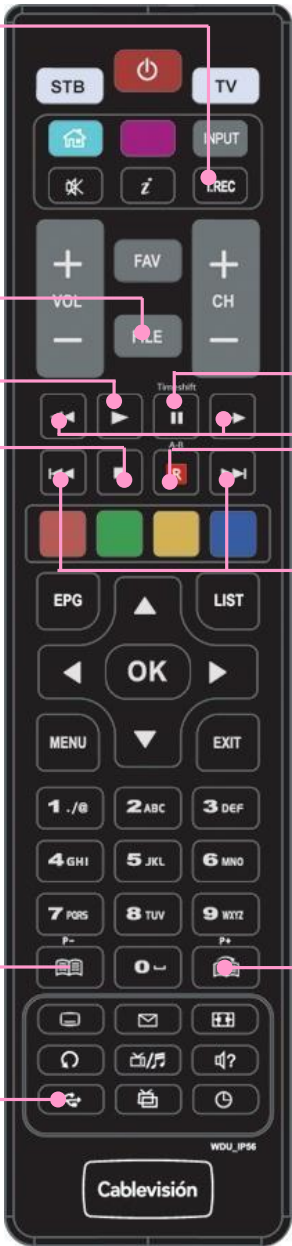 STB TV
INPUT
i T.REC
+ FAV +
VOL CH
- FILE -
Timeshift
A-B
R
EPG LIST
OK
MENU EXIT
1 ./@ 2 ABC 3 DEF
4 GHI 5 JKL 6 MNO
7 PQRS 8 TUV 9 WXYZ
P- P+
0
?
WDU_IP56
Cablevisión